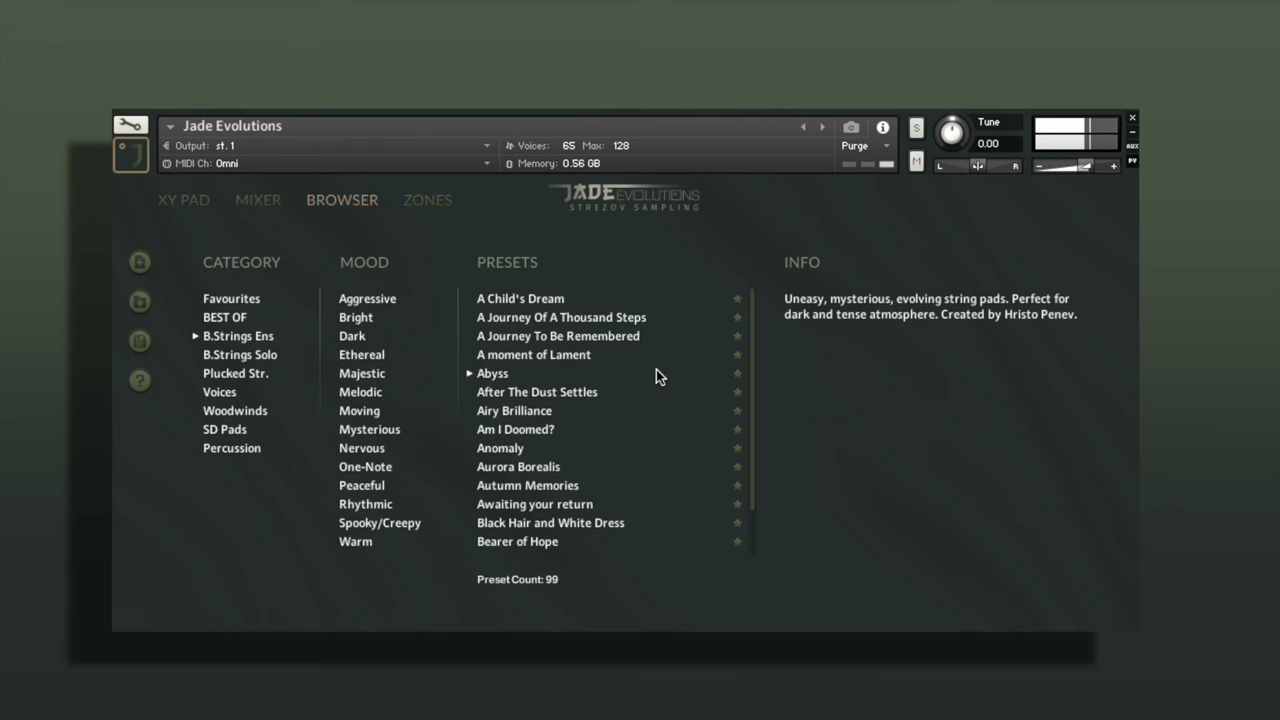 Jade Evolutions
Output: st. 1
Voices: 65 Max: 128
Purge
MIDI Ch: Omni
Memory: 0.56 GB
S
M
Tune
0.00
L
R
AUX
PV
XY PAD
MIXER
BROWSER
ZONES
JADE EVOLUTIONS
STREZOV SAMPLING
CATEGORY
Favourites
BEST OF
B.Strings Ens
B.Strings Solo
Plucked Str.
Voices
Woodwinds
SD Pads
Percussion
MOOD
Aggressive
Bright
Dark
Ethereal
Majestic
Melodic
Moving
Mysterious
Nervous
One-Note
Peaceful
Rhythmic
Spooky/Creepy
Warm
PRESETS
A Child's Dream
A Journey Of A Thousand Steps
A Journey To Be Remembered
A moment of Lament
Abyss
After The Dust Settles
Airy Brilliance
Am I Doomed?
Anomaly
Aurora Borealis
Autumn Memories
Awaiting your return
Black Hair and White Dress
Bearer of Hope
Preset Count: 99
INFO
Uneasy, mysterious, evolving string pads. Perfect for
dark and tense atmosphere. Created by Hristo Penev.